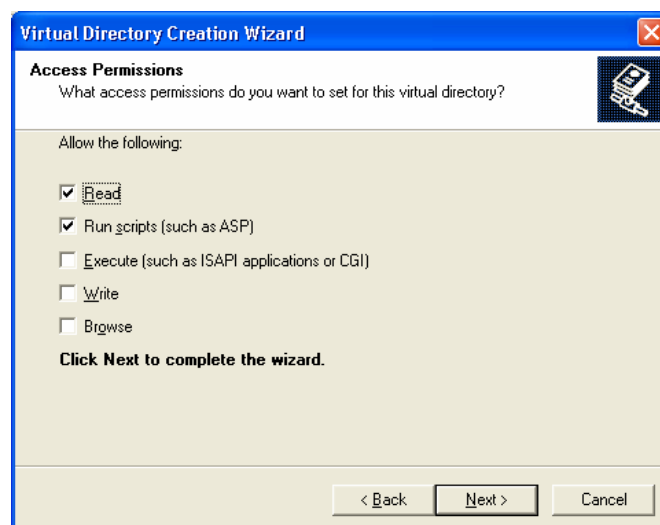 Virtual Directory Creation Wizard
Access Permissions
What access permissions do you want to set for this virtual directory?
Allow the following:
Read
Run scripts (such as ASP)
Execute (such as ISAPI applications or CGI)
Write
Browse
Click Next to complete the wizard.
< Back Next > Cancel